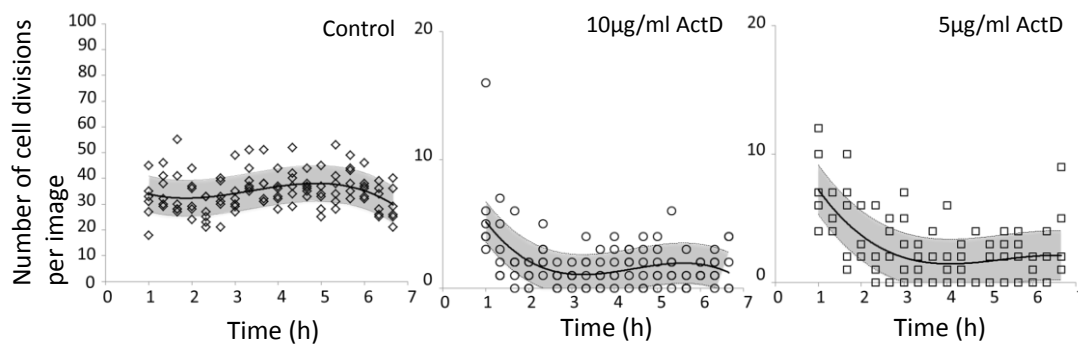 Number of cell divisions
per image
Control
100
90
80
70
60
50
40
30
20
10
0
0 1 2 3 4 5 6 7
Time (h)
10µg/ml ActD
20
10
0
0 1 2 3 4 5 6 7
Time (h)
5µg/ml ActD
20
10
0
0 1 2 3 4 5 6 7
Time (h)